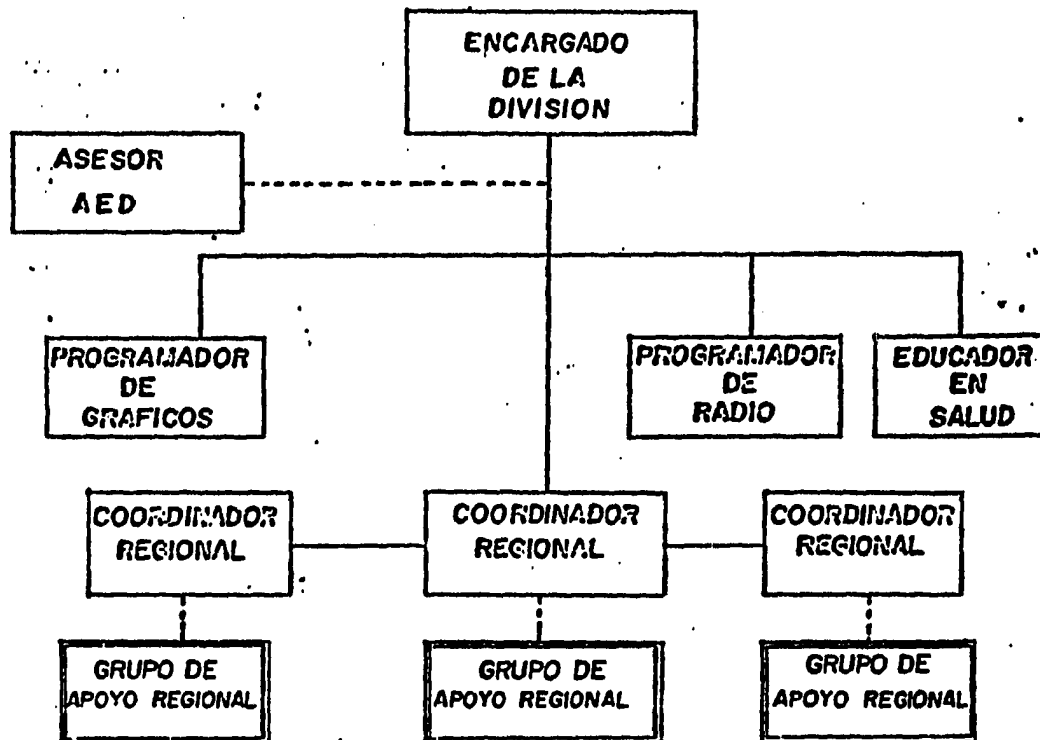 ENCARGADO
DE LA
DIVISION
ASESOR
AED
PROGRAMADOR
DE
GRAFICOS
PROGRAMADOR
DE
RADIO
EDUCADOR
EN
SALUD
COORDINADOR
REGIONAL
COORDINADOR
REGIONAL
COORDINADOR
REGIONAL
GRUPO DE
APOYO REGIONAL
GRUPO DE
APOYO REGIONAL
GRUPO DE
APOYO REGIONAL